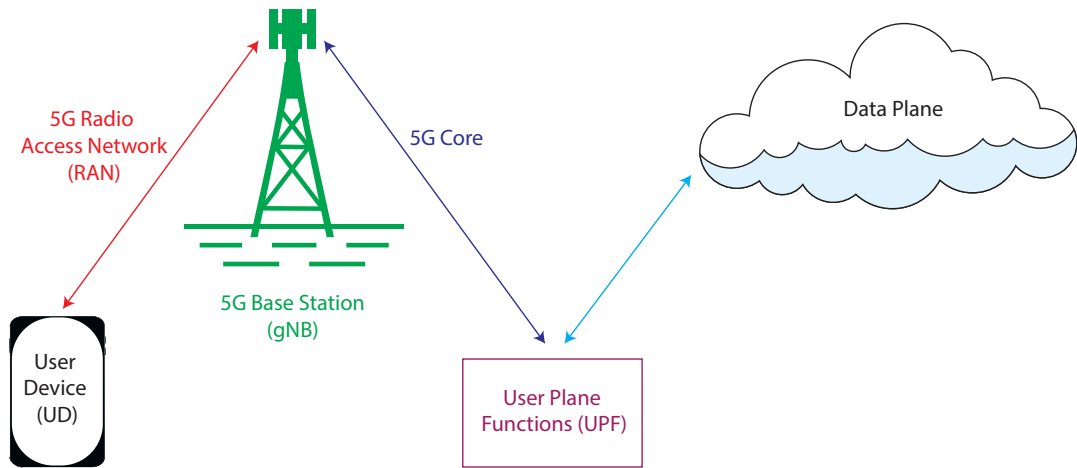 5G Radio
Access Network
(RAN)
5G Core
Data Plane
5G Base Station
(gNB)
User
Device
(UD)
User Plane
Functions (UPF)